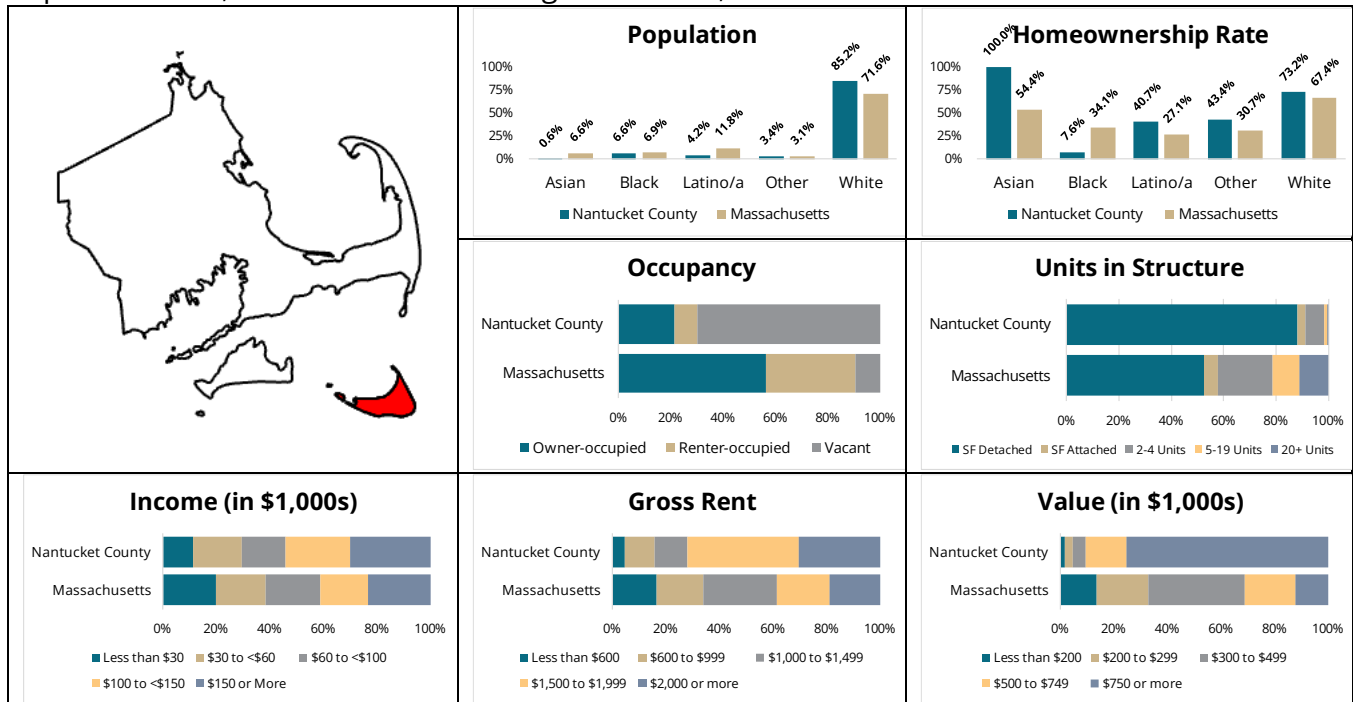 Population
85.2%
71.6%
100%
75%
50%
25%
0%
0.6%
6.6%
6.6%
6.9%
4.2%
11.8%
3.4%
3.1%
Asian Black Latino/a Other White
Nantucket County Massachusetts
Homeownership Rate
100.0%
54.4%
7.6%
34.1%
40.7%
27.1%
43.4%
30.7%
73.2%
67.4%
100%
75%
50%
25%
0%
Asian Black Latino/a Other White
Nantucket County Massachusetts
Occupancy
Nantucket County
Massachusetts
0% 20% 40% 60% 80% 100%
Owner-occupied Renter-occupied Vacant
Units in Structure
Nantucket County
Massachusetts
0% 20% 40% 60% 80% 100%
SF Detached SF Attached 2-4 Units 5-19 Units 20+ Units
Income (in $1,000s)
Nantucket County
Massachusetts
0% 20% 40% 60% 80% 100%
Less than $30 $30 to <$60 $60 to <$100
$100 to <$150 $150 or More
Gross Rent
Nantucket County
Massachusetts
0% 20% 40% 60% 80% 100%
Less than $600 $600 to $999 $1,000 to $1,499
$1,500 to $1,999 $2,000 or more
Value (in $1,000s)
Nantucket County
Massachusetts
0% 20% 40% 60% 80% 100%
Less than $200 $200 to $299 $300 to $499
$500 to $749 $750 or more